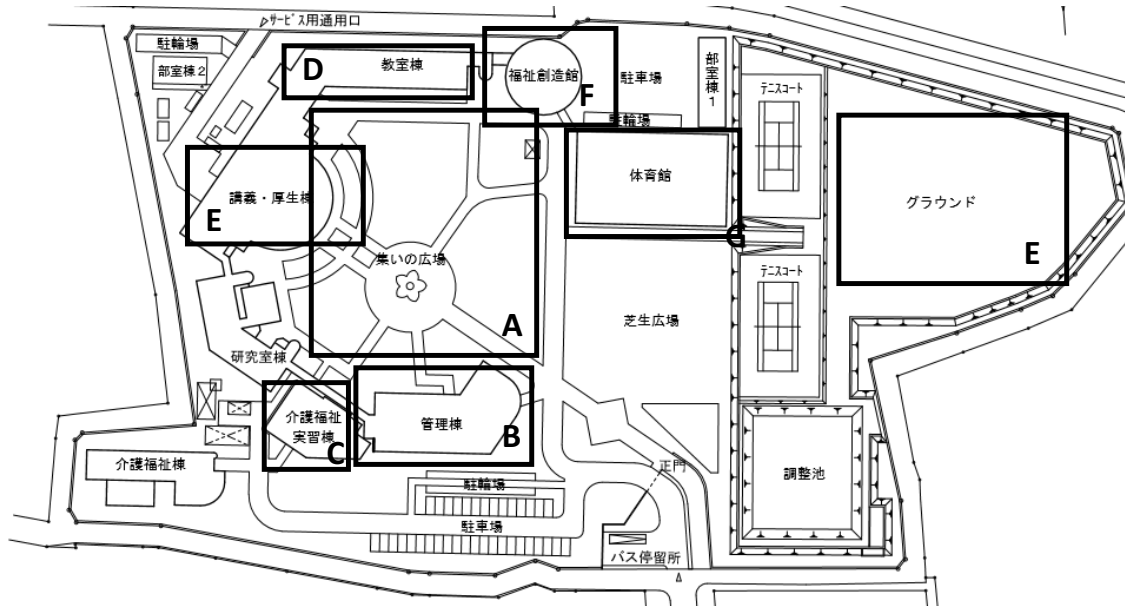 サービス用通用口
駐輪場
部室棟２
D
教室棟
福祉創造館
F
駐車場
部室棟１
駐輪場
テニスコート
体育館
グラウンド
E
講義・厚生棟
E
集いの広場
A
テニスコート
芝生広場
研究室棟
介護福祉
実習棟
C
管理棟
B
介護福祉棟
駐輪場
駐車場
正門
調整池
バス停留所